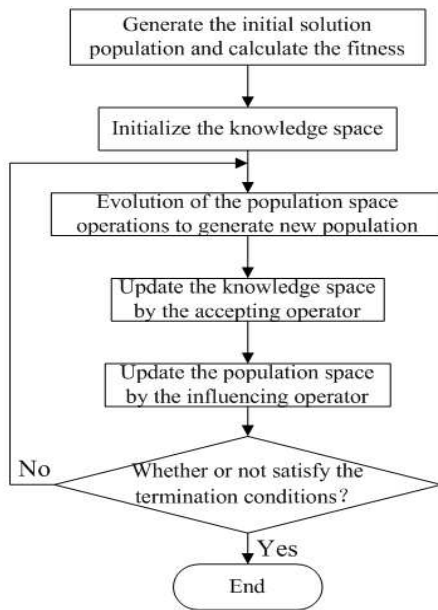 Generate the initial solution
population and calculate the fitness
Initialize the knowledge space
Evolution of the population space
operations to generate new population
Update the knowledge space
by the accepting operator
Update the population space
by the influencing operator
No
Whether or not satisfy the
termination conditions?
Yes
End